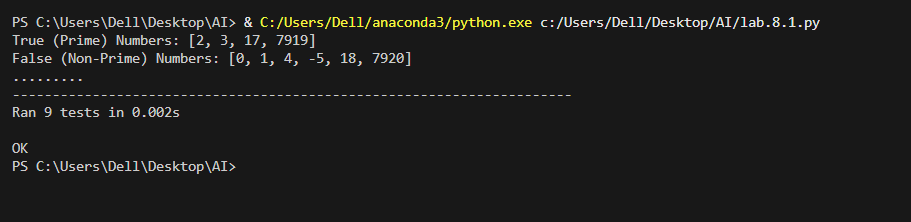 PS C:\Users\Dell\Desktop\AI> & C:/Users/Dell/anaconda3/python.exe c:/Users/Dell/Desktop/AI/lab.8.1.py
True (Prime) Numbers: [2, 3, 17, 7919]
False (Non-Prime) Numbers: [0, 1, 4, -5, 18, 7920]
.........
----------------------------------------------------------------------
Ran 9 tests in 0.002s

OK
PS C:\Users\Dell\Desktop\AI>